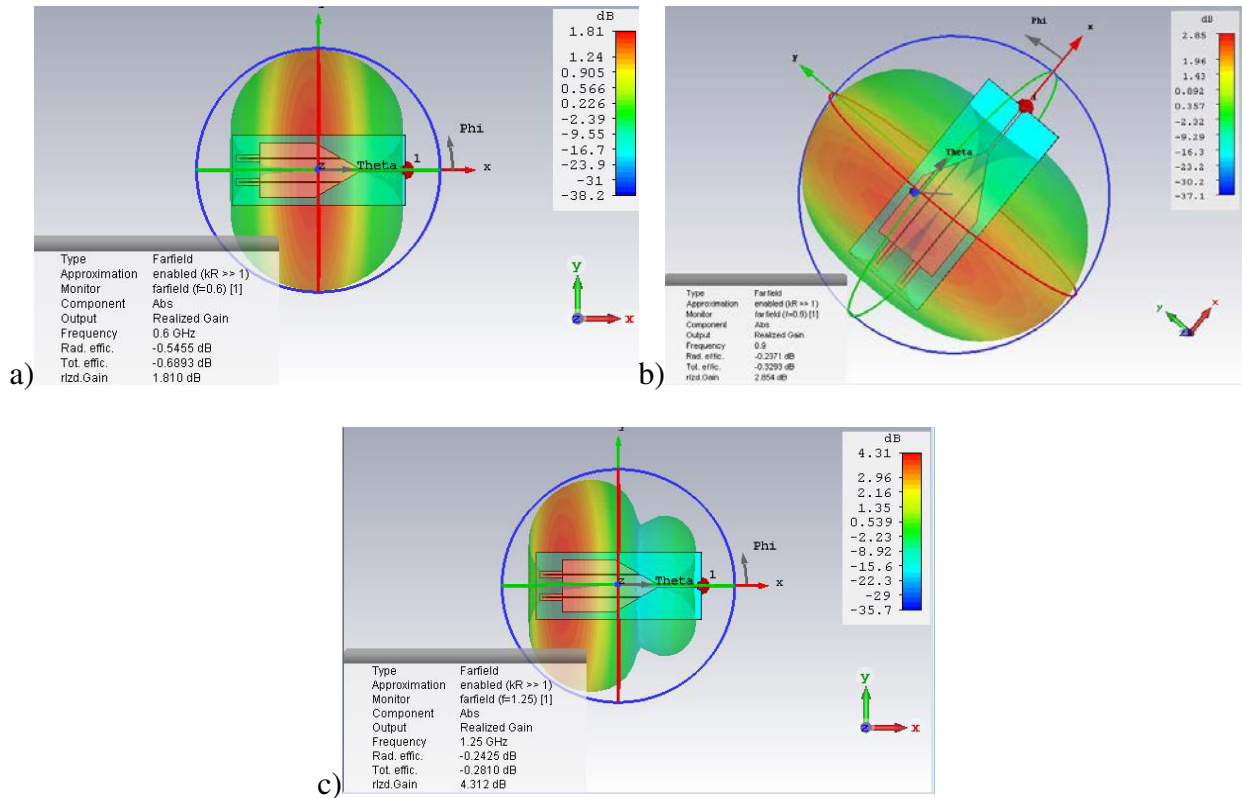 a)
dB
1.81
1.24
0.905
0.566
0.226
-2.39
-9.55
-16.7
-23.9
-31
-38.2
Phi
z Theta 1 x
Type Farfield
Approximation enabled (kR >> 1)
Monitor farfield (f=0.6) [1]
Component Abs
Output Realized Gain
Frequency 0.6 GHz
Rad. effic. -0.5455 dB
Tot. effic. -0.6893 dB
rlzd.Gain 1.810 dB
y
z x
b)
dB
2.85
1.96
1.43
0.892
0.357
-2.32
-9.29
-16.3
-23.2
-30.2
-37.1
Phi x
y
Theta
Type Farfield
Approximation enabled (kR >> 1)
Monitor farfield (f=0.9) [1]
Component Abs
Output Realized Gain
Frequency 0.9
Rad. effic. -0.2371 dB
Tot. effic. -0.3293 dB
rlzd.Gain 2.854 dB
y x
c)
dB
4.31
2.96
2.16
1.35
0.539
-2.23
-8.92
-15.6
-22.3
-29
-35.7
Phi
z Theta 1 x
Type Farfield
Approximation enabled (kR >> 1)
Monitor farfield (f=1.25) [1]
Component Abs
Output Realized Gain
Frequency 1.25 GHz
Rad. effic. -0.2425 dB
Tot. effic. -0.2810 dB
rlzd.Gain 4.312 dB
y
z x